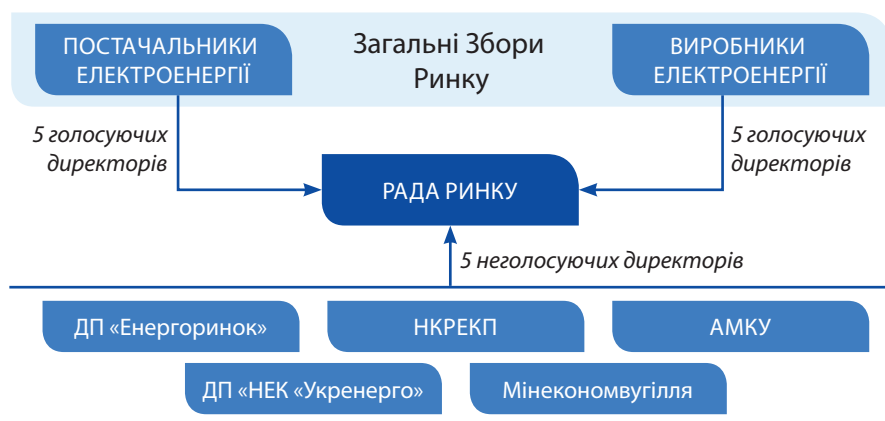 ПОСТАЧАЛЬНИКИ
ЕЛЕКТРОЕНЕРГІЇ
Загальні Збори
Ринку
ВИРОБНИКИ
ЕЛЕКТРОЕНЕРГІЇ
5 голосуючих
директорів
5 голосуючих
директорів
РАДА РИНКУ
5 неголосуючих директорів
ДП «Енергоринок»
НКРЕКП
АМКУ
ДП «НЕК «Укренерго»
Мінекономвугілля